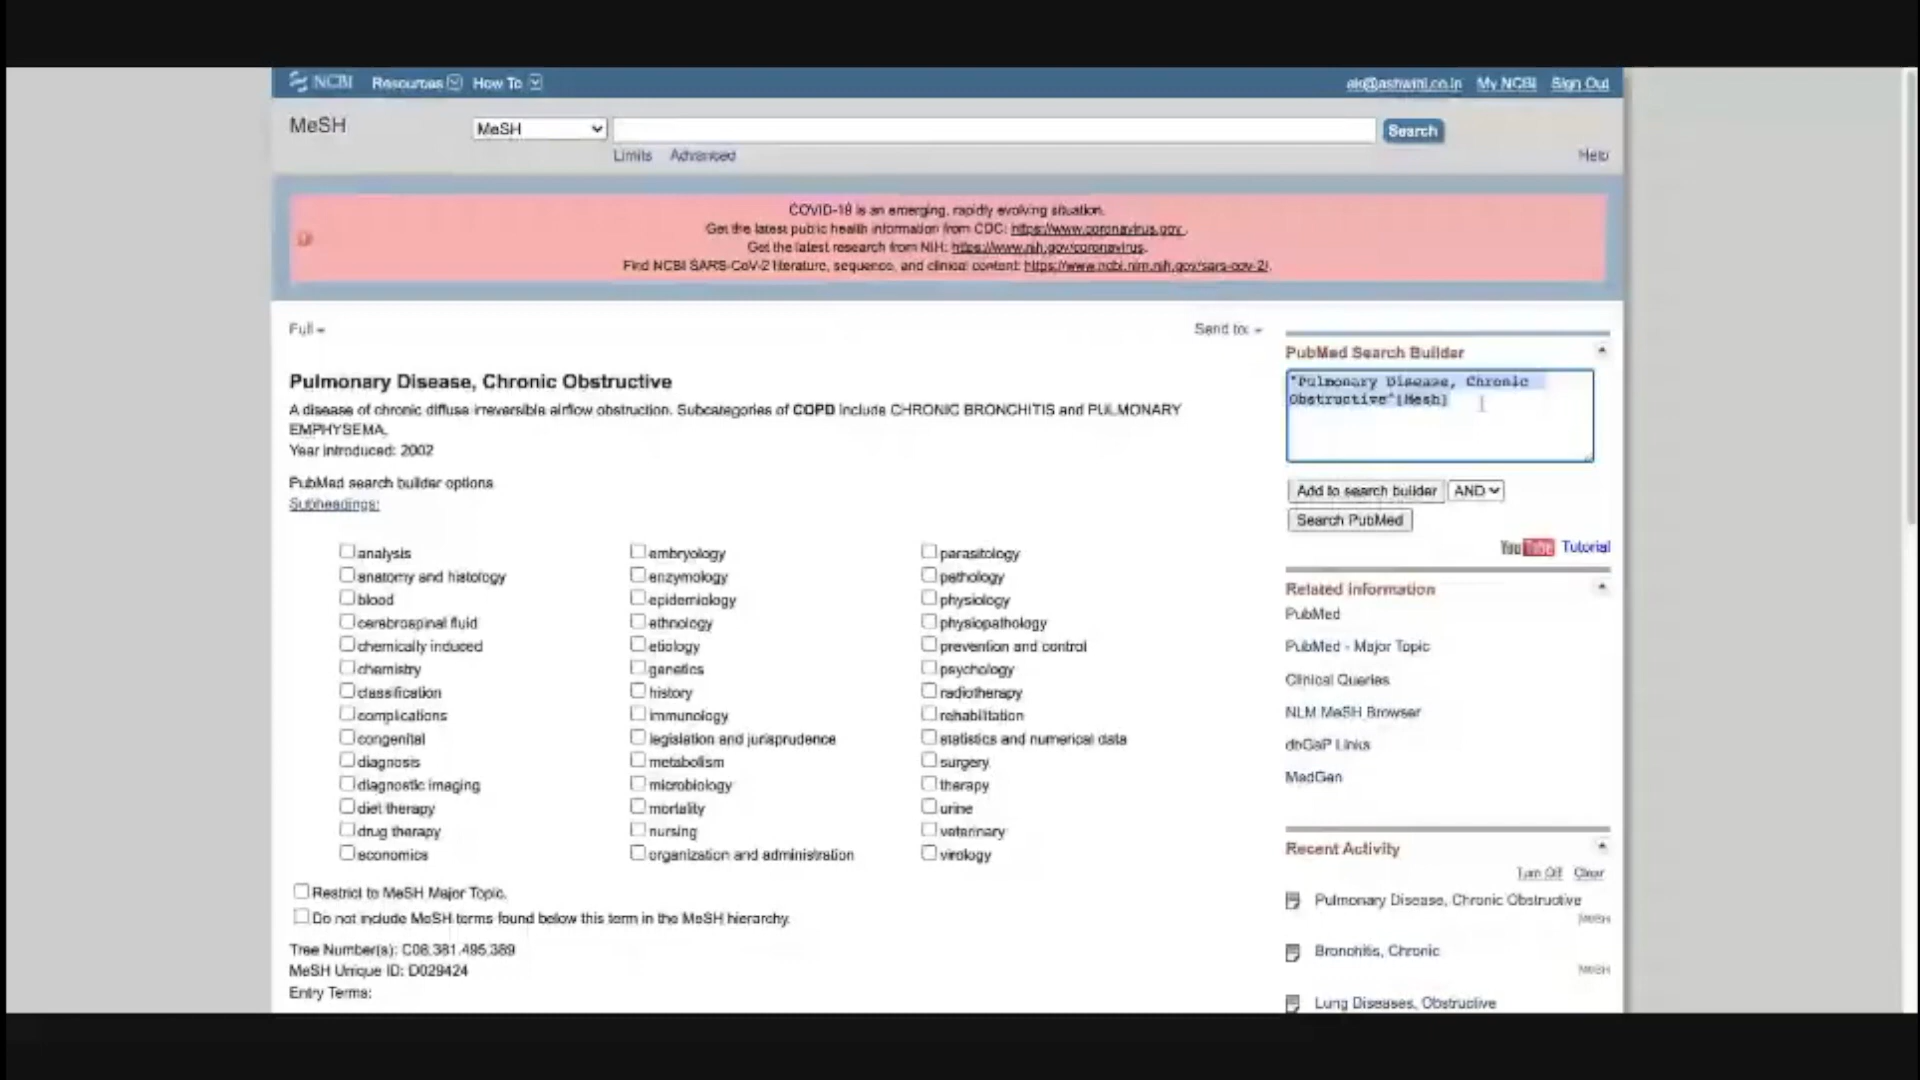 NCBI Resources How To My NCBI Sign Out
MeSH MeSH Search
Limits Advanced Help
COVID-19 is an emerging, rapidly evolving situation.
Get the latest public health information from CDC: https://www.coronavirus.gov .
Get the latest research from NIH: https://www.nih.gov/coronavirus.
Find NCBI SARS-CoV-2 literature, sequence, and clinical content: https://www.ncbi.nlm.nih.gov/sars-cov-2/.
Full Send to:
Pulmonary Disease, Chronic Obstructive
A disease of chronic diffuse irreversible airflow obstruction. Subcategories of COPD include CHRONIC BRONCHITIS and PULMONARY
EMPHYSEMA.
Year introduced: 2002
PubMed search builder options
Subheadings:
analysis
anatomy and histology
blood
cerebrospinal fluid
chemically induced
chemistry
classification
complications
congenital
diagnosis
diagnostic imaging
diet therapy
drug therapy
economics
embryology
enzymology
epidemiology
ethnology
etiology
genetics
history
immunology
legislation and jurisprudence
metabolism
microbiology
mortality
nursing
organization and administration
parasitology
pathology
physiology
physiopathology
prevention and control
psychology
radiotherapy
rehabilitation
statistics and numerical data
surgery
therapy
urine
veterinary
virology
Restrict to MeSH Major Topic.
Do not include MeSH terms found below this term in the MeSH hierarchy.
Tree Number(s): C08.381.495.389
MeSH Unique ID: D029424
Entry Terms:
PubMed Search Builder
"Pulmonary Disease, Chronic
Obstructive"[Mesh]
Add to search builder AND
Search PubMed
YouTube Tutorial
Related information
PubMed
PubMed - Major Topic
Clinical Queries
NLM MeSH Browser
dbGaP Links
MedGen
Recent Activity
Turn Off Clear
Pulmonary Disease, Chronic Obstructive
MeSH
Bronchitis, Chronic
MeSH
Lung Diseases, Obstructive